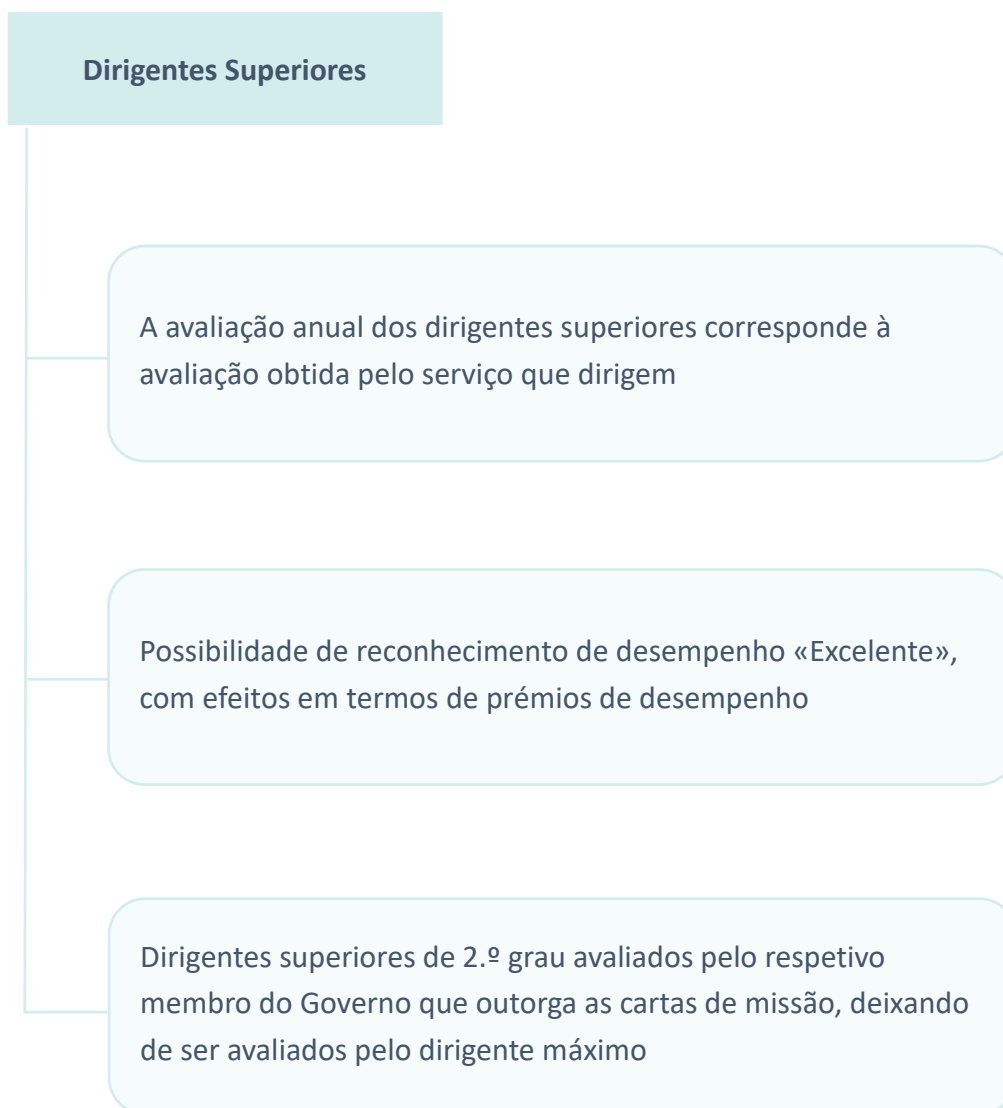 Dirigentes Superiores
A avaliação anual dos dirigentes superiores corresponde à
avaliação obtida pelo serviço que dirigem
Possibilidade de reconhecimento de desempenho «Excelente»,
com efeitos em termos de prémios de desempenho
Dirigentes superiores de 2.º grau avaliados pelo respetivo
membro do Governo que outorga as cartas de missão, deixando
de ser avaliados pelo dirigente máximo